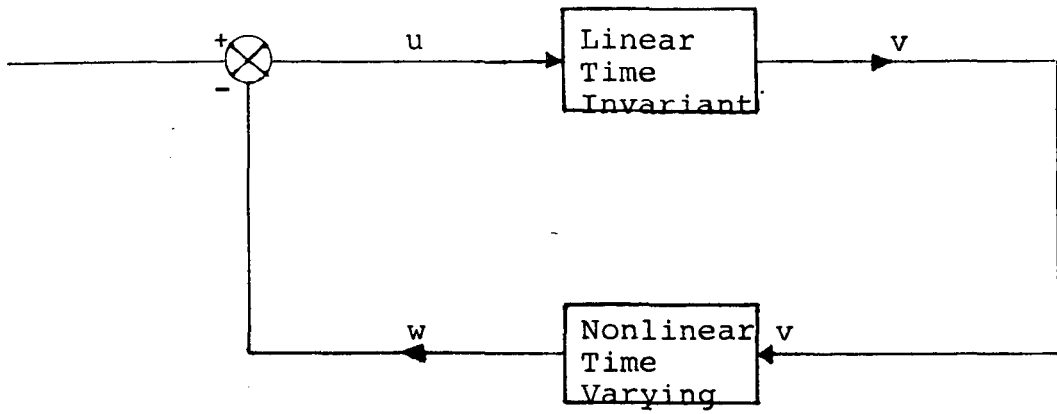 +
u
Linear
Time
Invariant
v
-
w
Nonlinear
Time
Varying
v